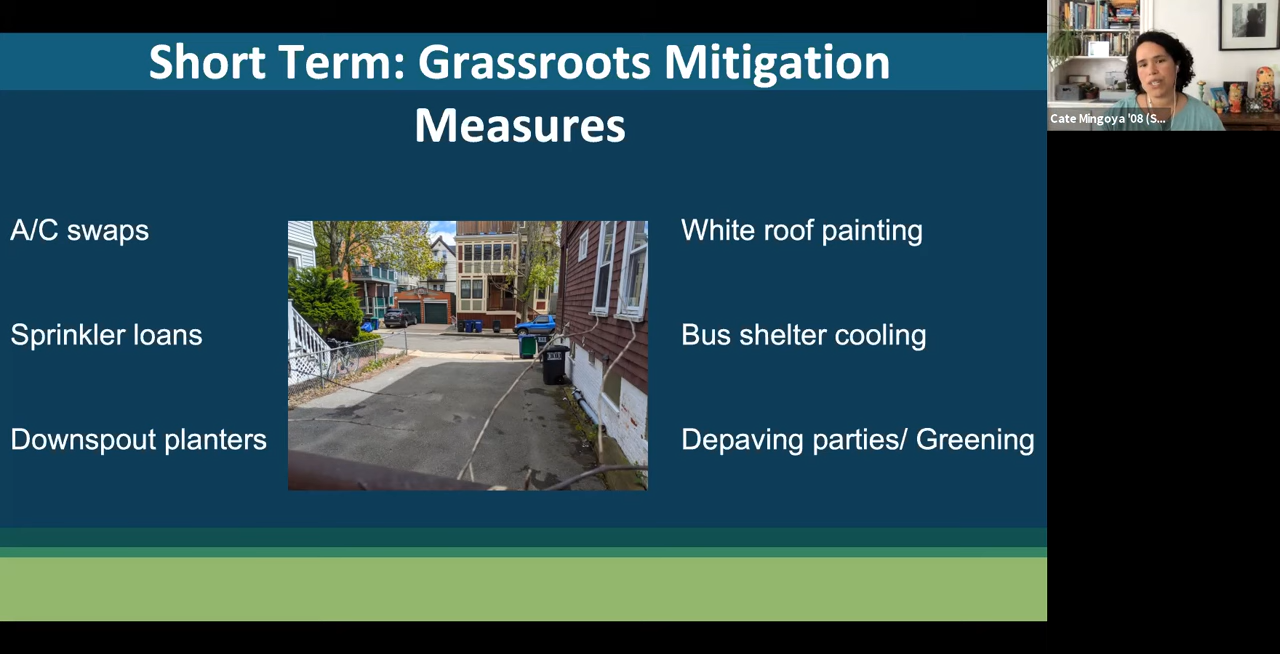 Short Term: Grassroots Mitigation
Measures
Cate Mingoya '08 (S...
A/C swaps
Sprinkler loans
Downspout planters
White roof painting
Bus shelter cooling
Depaving parties/ Greening